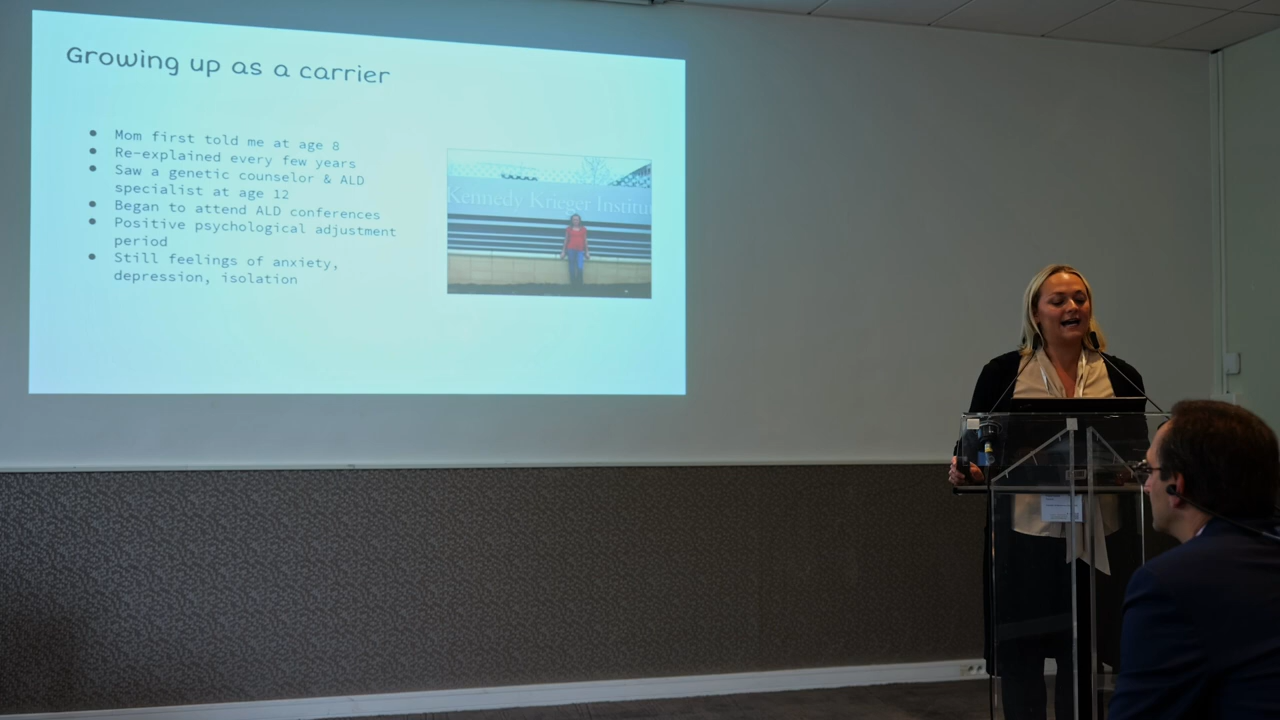 Growing up as a carrier
● Mom first told me at age 8
● Re-explained every few years
● Saw a genetic counselor & ALD
specialist at age 12
● Began to attend ALD conferences
● Positive psychological adjustment
period
● Still feelings of anxiety,
depression, isolation
Kennedy Krieger Institu